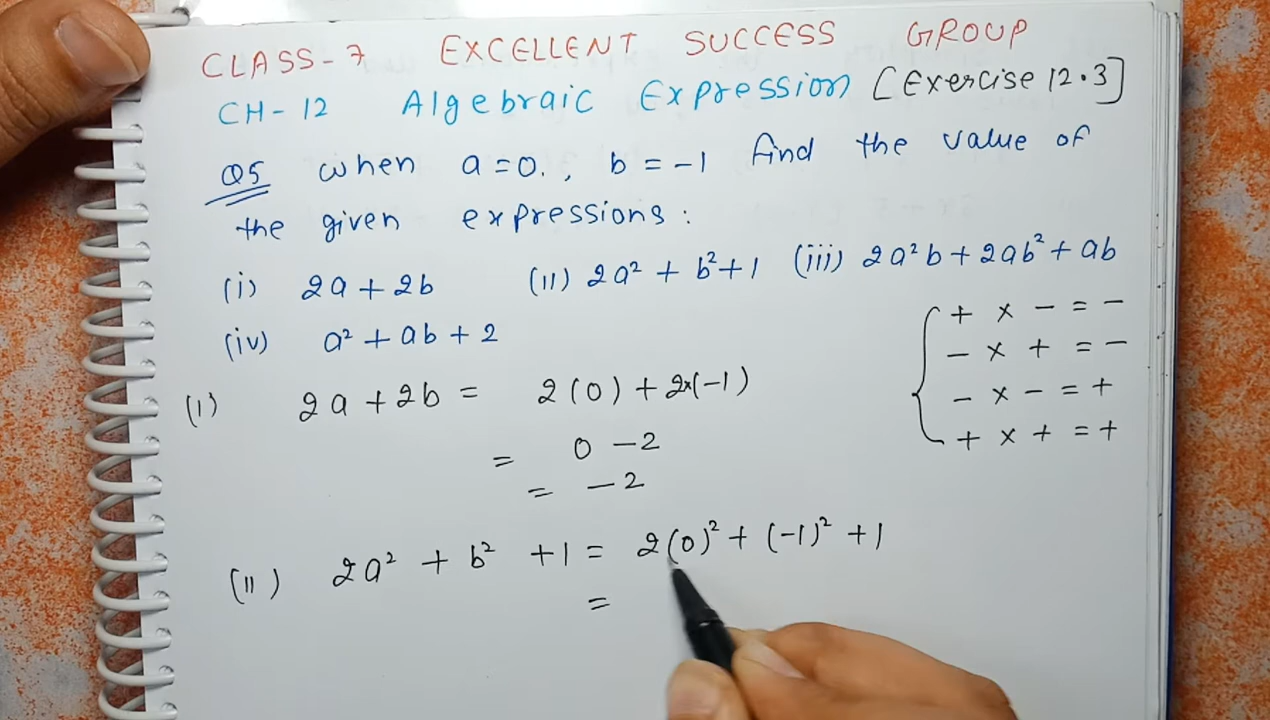 CLASS-7 EXCELLENT SUCCESS GROUP
CH-12 Algebraic Expression [Exercise 12.3]
Q5 When a=0., b=-1 find the value of
the given expressions:
(i) 2a+2b (ii) 2a²+b²+1 (iii) 2a²b+2ab²+ab
(iv) a²+ab+2
+ × - = -
- × + = -
- × - = +
+ × + = +
(i) 2a+2b = 2(0)+2×(-1)
= 0-2
= -2
(ii) 2a²+b²+1 = 2(0)²+(-1)²+1
=